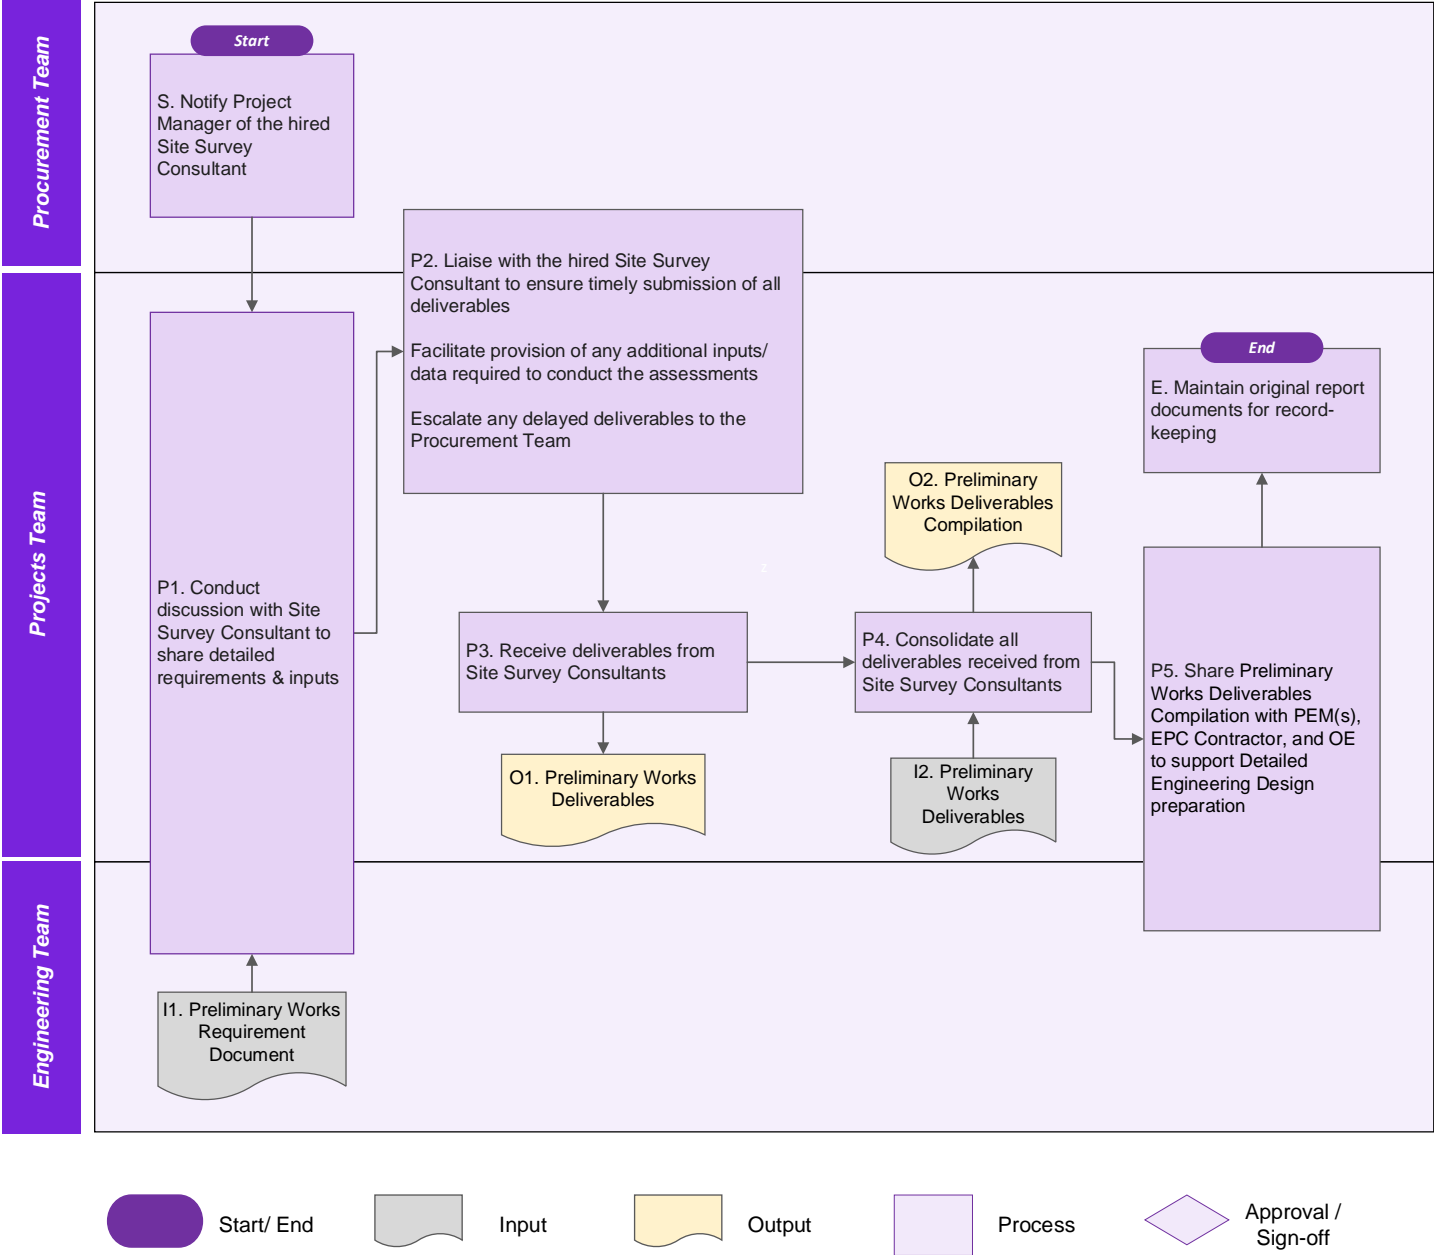 Procurement Team
Start
S. Notify Project
Manager of the hired
Site Survey
Consultant
P2. Liaise with the hired Site Survey
Consultant to ensure timely submission of all
deliverables
Facilitate provision of any additional inputs/
data required to conduct the assessments
Escalate any delayed deliverables to the
Procurement Team
Projects Team
P1. Conduct
discussion with Site
Survey Consultant to
share detailed
requirements & inputs
End
E. Maintain original report
documents for record-
keeping
O2. Preliminary
Works Deliverables
Compilation
z
P3. Receive deliverables from
Site Survey Consultants
P4. Consolidate all
deliverables received from
Site Survey Consultants
P5. Share Preliminary
Works Deliverables
Compilation with PEM(s),
EPC Contractor, and OE
to support Detailed
Engineering Design
preparation
O1. Preliminary Works
Deliverables
I2. Preliminary
Works
Deliverables
Engineering Team
I1. Preliminary Works
Requirement
Document
Start/ End
Input
Output
Process
Approval /
Sign-off